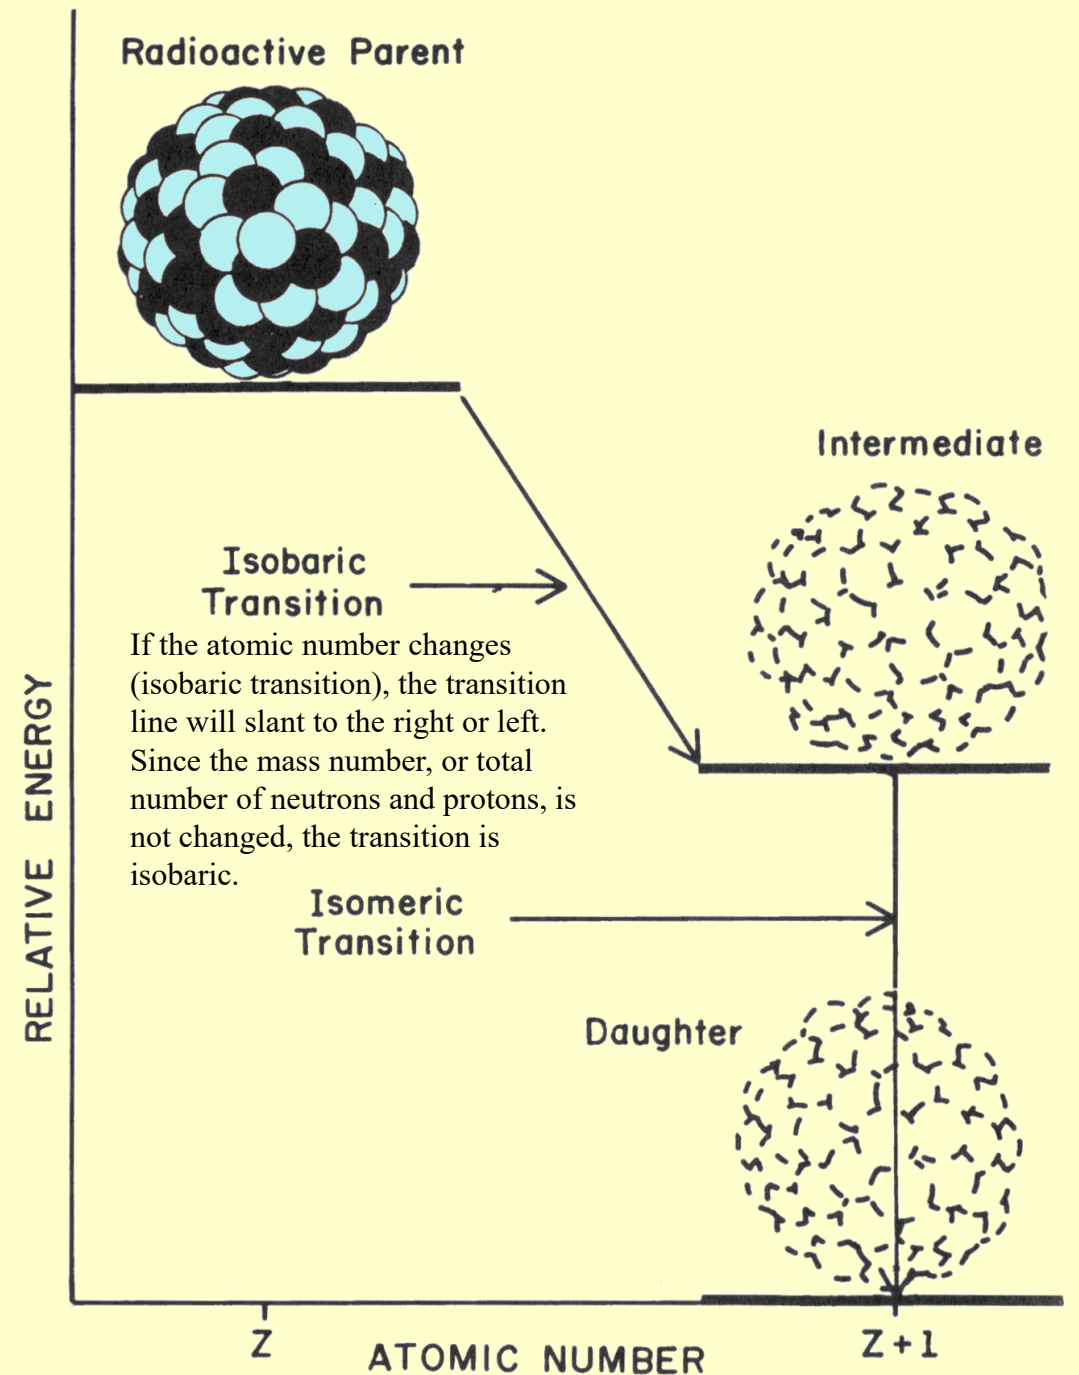 Radioactive Parent
Intermediate
Isobaric
Transition
If the atomic number changes
(isobaric transition), the transition
line will slant to the right or left.
Since the mass number, or total
number of neutrons and protons, is
not changed, the transition is
isobaric.
Isomeric
Transition
Daughter
RELATIVE ENERGY
Z
Z+1
ATOMIC NUMBER